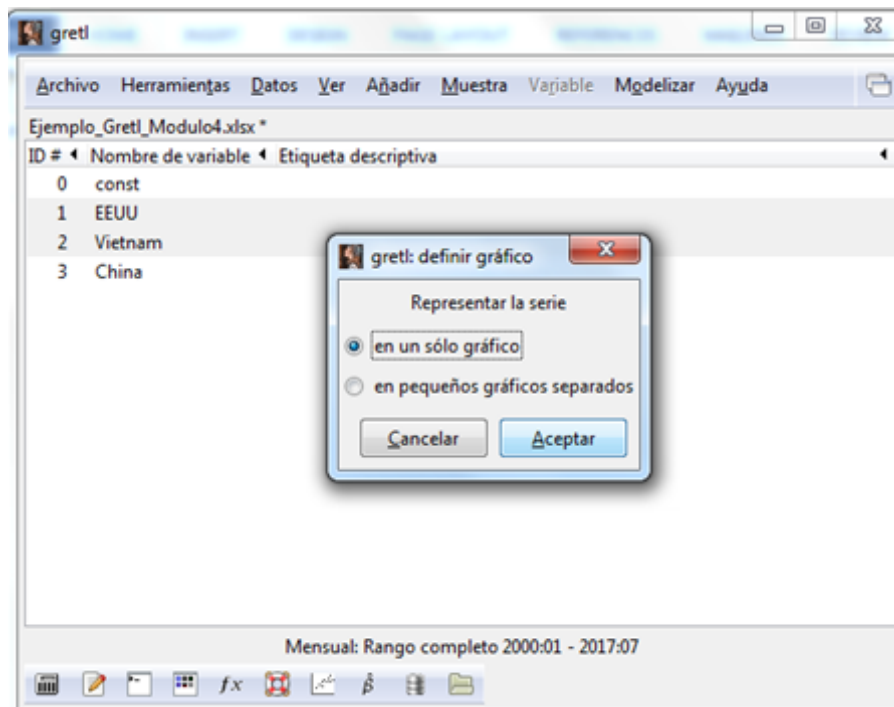 gretl
Archivo Herramientas Datos Ver Añadir Muestra Variable Modelizar Ayuda
Ejemplo_Gretl_Modulo4.xlsx *
ID # Nombre de variable Etiqueta descriptiva
0 const
1 EEUU
2 Vietnam
3 China
gretl: definir gráfico
Representar la serie
en un sólo gráfico
en pequeños gráficos separados
Cancelar Aceptar
Mensual: Rango completo 2000:01 - 2017:07
fx β̂